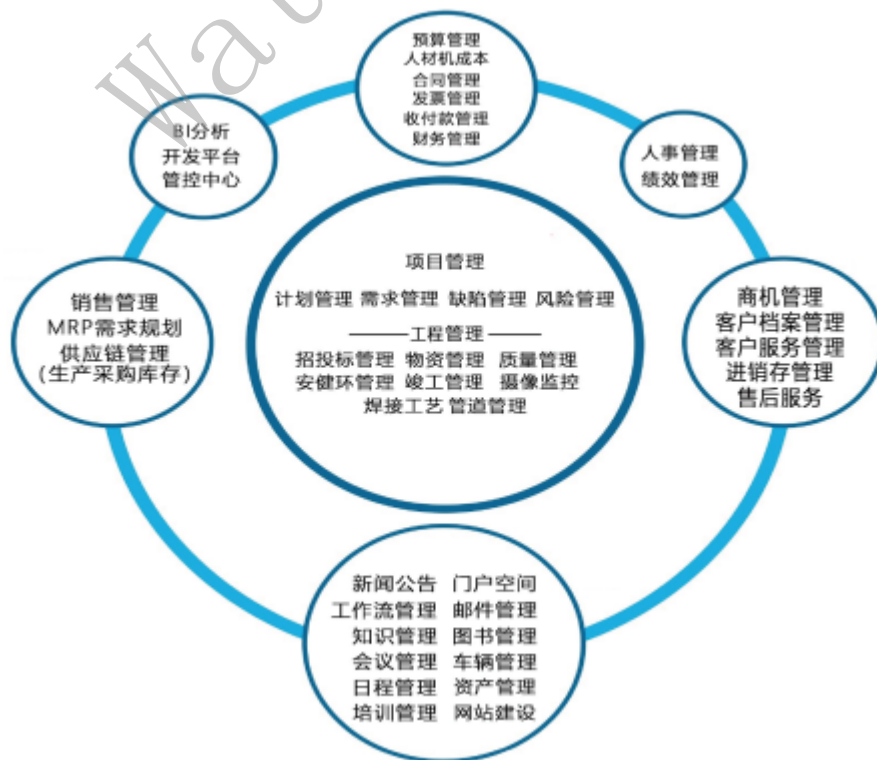 Wat
预算管理
人材机成本
合同管理
发票管理
收付款管理
财务管理
BI分析
开发平台
管控中心
人事管理
绩效管理
项目管理
计划管理 需求管理 缺陷管理 风险管理
工程管理
招投标管理 物资管理 质量管理
安健环管理 竣工管理 摄像监控
焊接工艺 管道管理
销售管理
MRP需求规划
供应链管理
(生产采购库存)
商机管理
客户档案管理
客户服务管理
进销存管理
售后服务
新闻公告 门户空间
工作流管理 邮件管理
知识管理 图书管理
会议管理 车辆管理
日程管理 资产管理
培训管理 网站建设